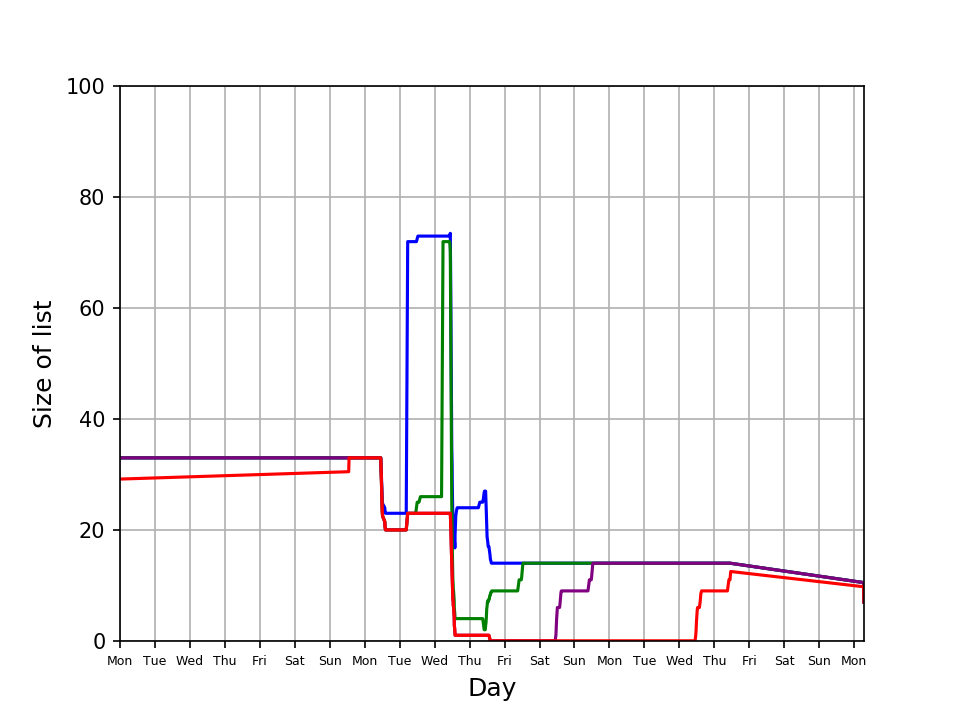 100
80
60
40
20
0
Size of list
Mon Tue Wed Thu Fri Sat Sun Mon Tue Wed Thu Fri Sat Sun Mon Tue Wed Thu Fri Sat Sun Mon
Day